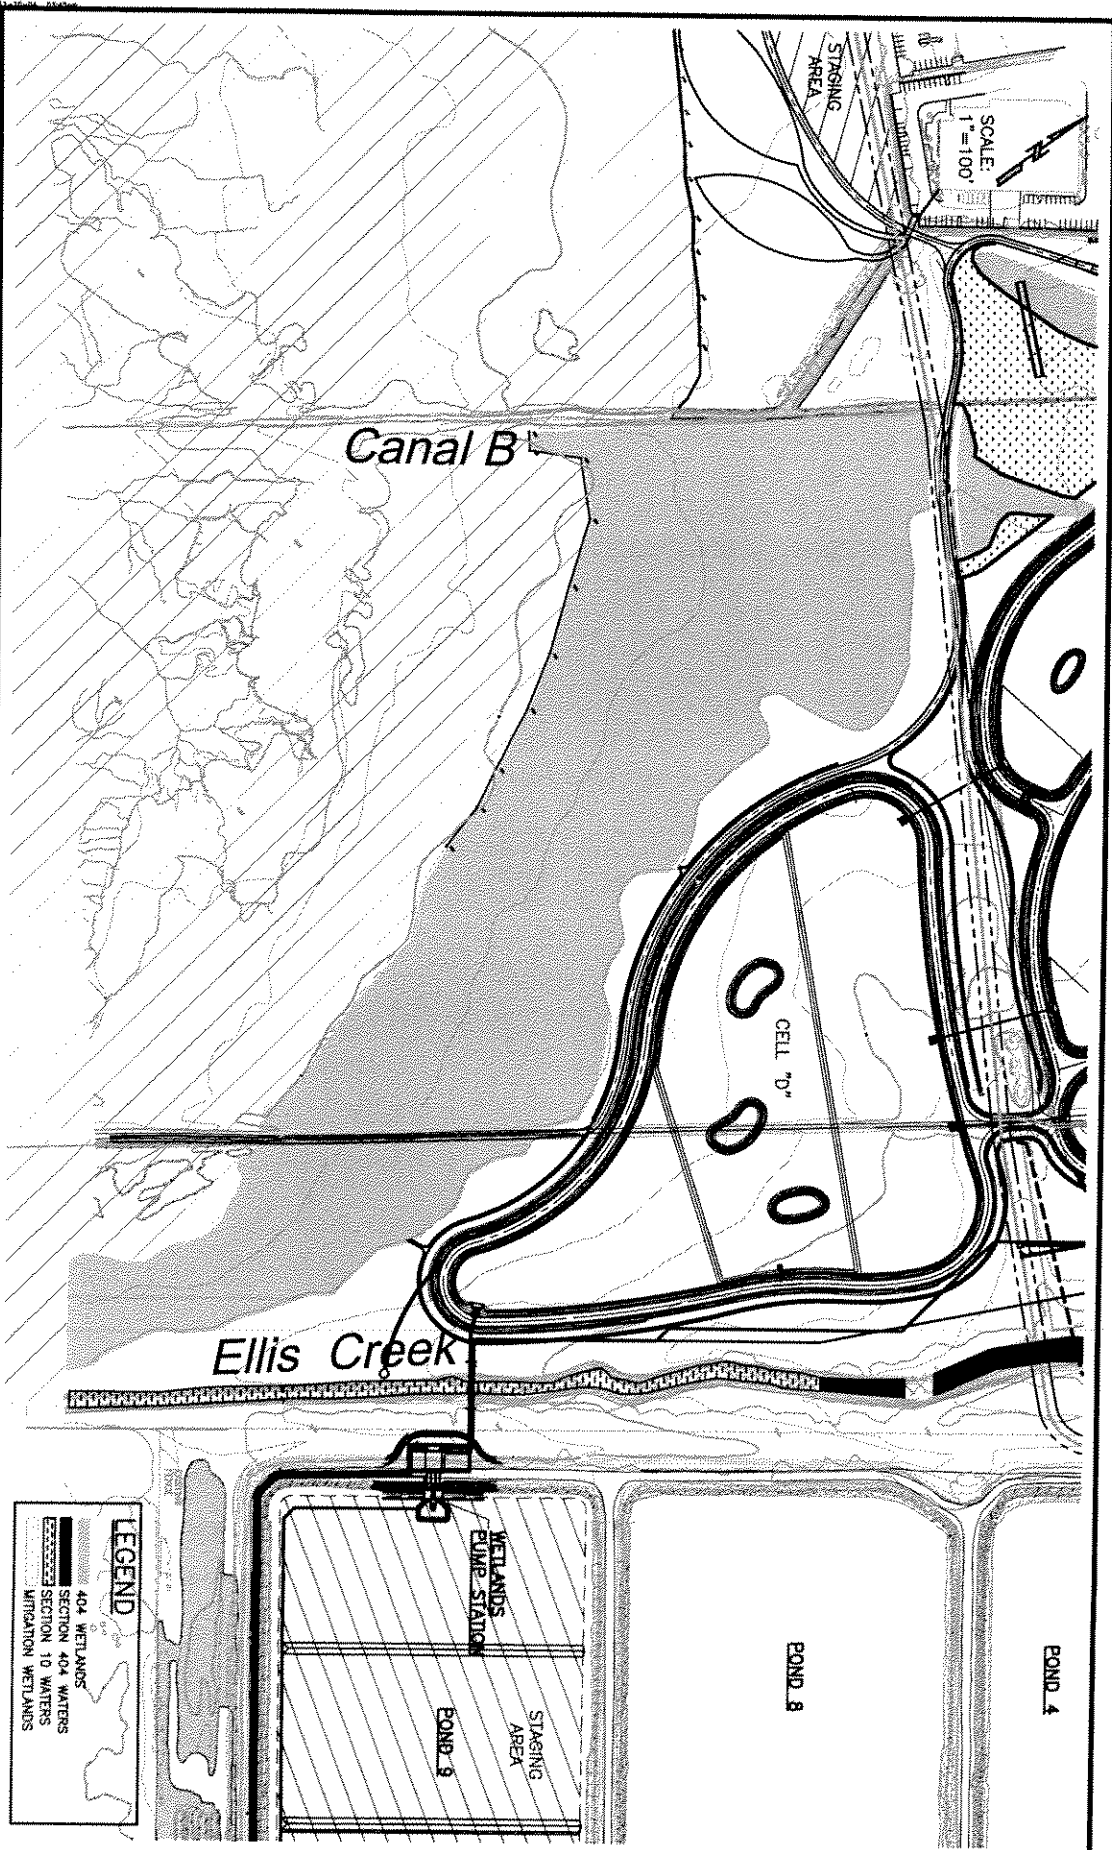 STAGING
AREA
SCALE:
1"=100'
N
Canal B
CELL "D"
Ellis Creek
WETLANDS
PUMP STATION
STAGING
AREA
POND 9
POND 8
POND 4
LEGEND
404 WETLANDS
SECTION 404 WATERS
SECTION 10 WATERS
MITIGATION WETLANDS